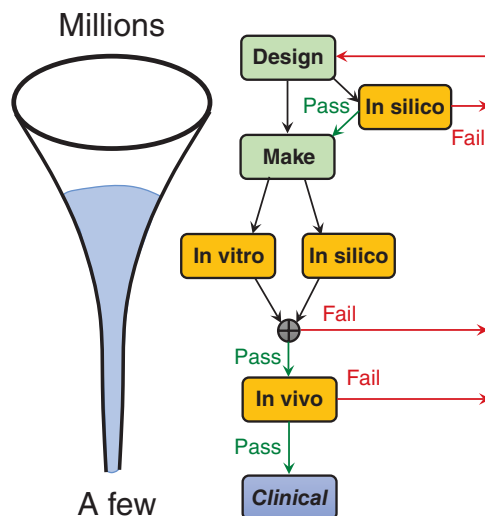 Millions
Design
Pass
In silico
Fail
Make
In vitro
In silico
Fail
Pass
Fail
In vivo
Pass
Clinical
A few